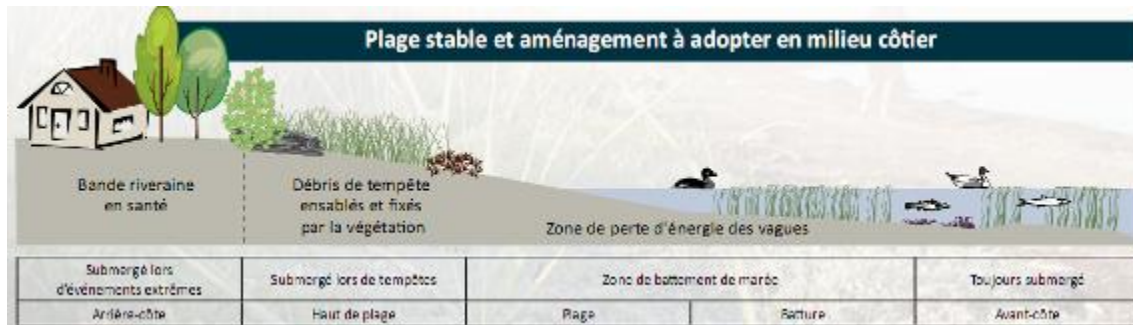 Plage stable et aménagement à adopter en milieu côtier
Bande riveraine
en santé
Débris de tempête
ensablés et fixés
par la végétation
Zone de perte d'énergie des vagues
Submergé lors
d'événements extrêmes
Submergé lors de tempêtes
Zone de battement de marée
Toujours submergé
Arrière-côte
Haut de plage
Plage
Batture
Avant-côte